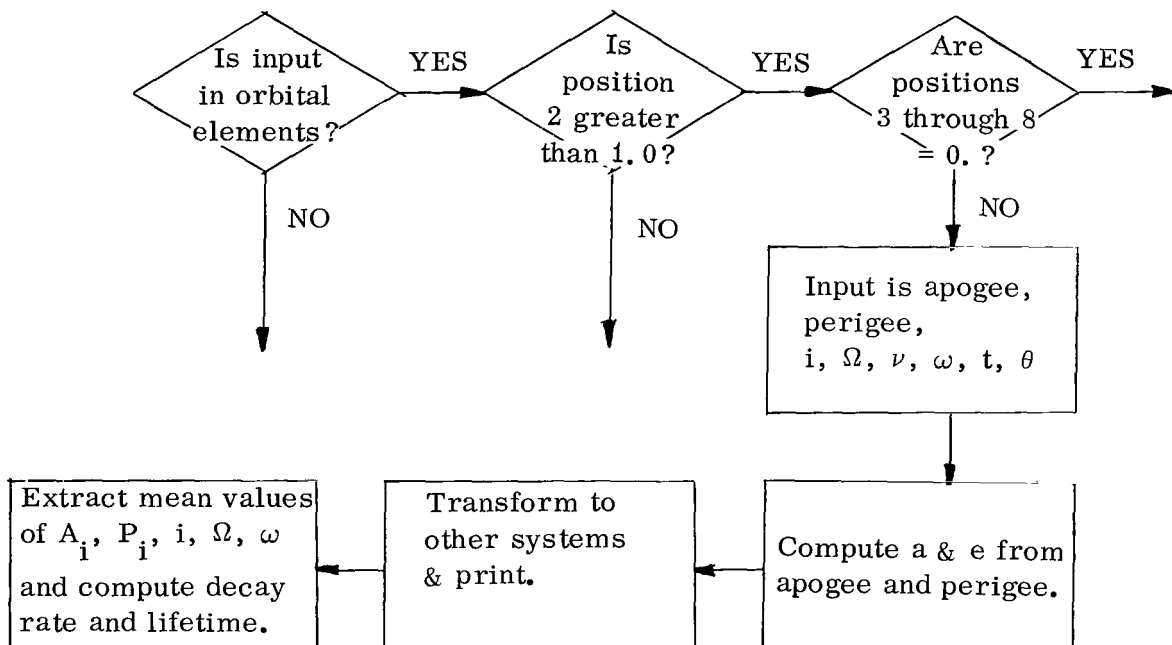 Is input
in orbital
elements?
YES
NO
Is
position
2 greater
than 1.0?
YES
NO
Are
positions
3 through 8
= 0. ?
YES
NO
Input is apogee,
perigee,
i, Ω, ν, ω, t, θ
Compute a & e from
apogee and perigee.
Transform to
other systems
& print.
Extract mean values
of A_i, P_i, i, Ω, ω
and compute decay
rate and lifetime.